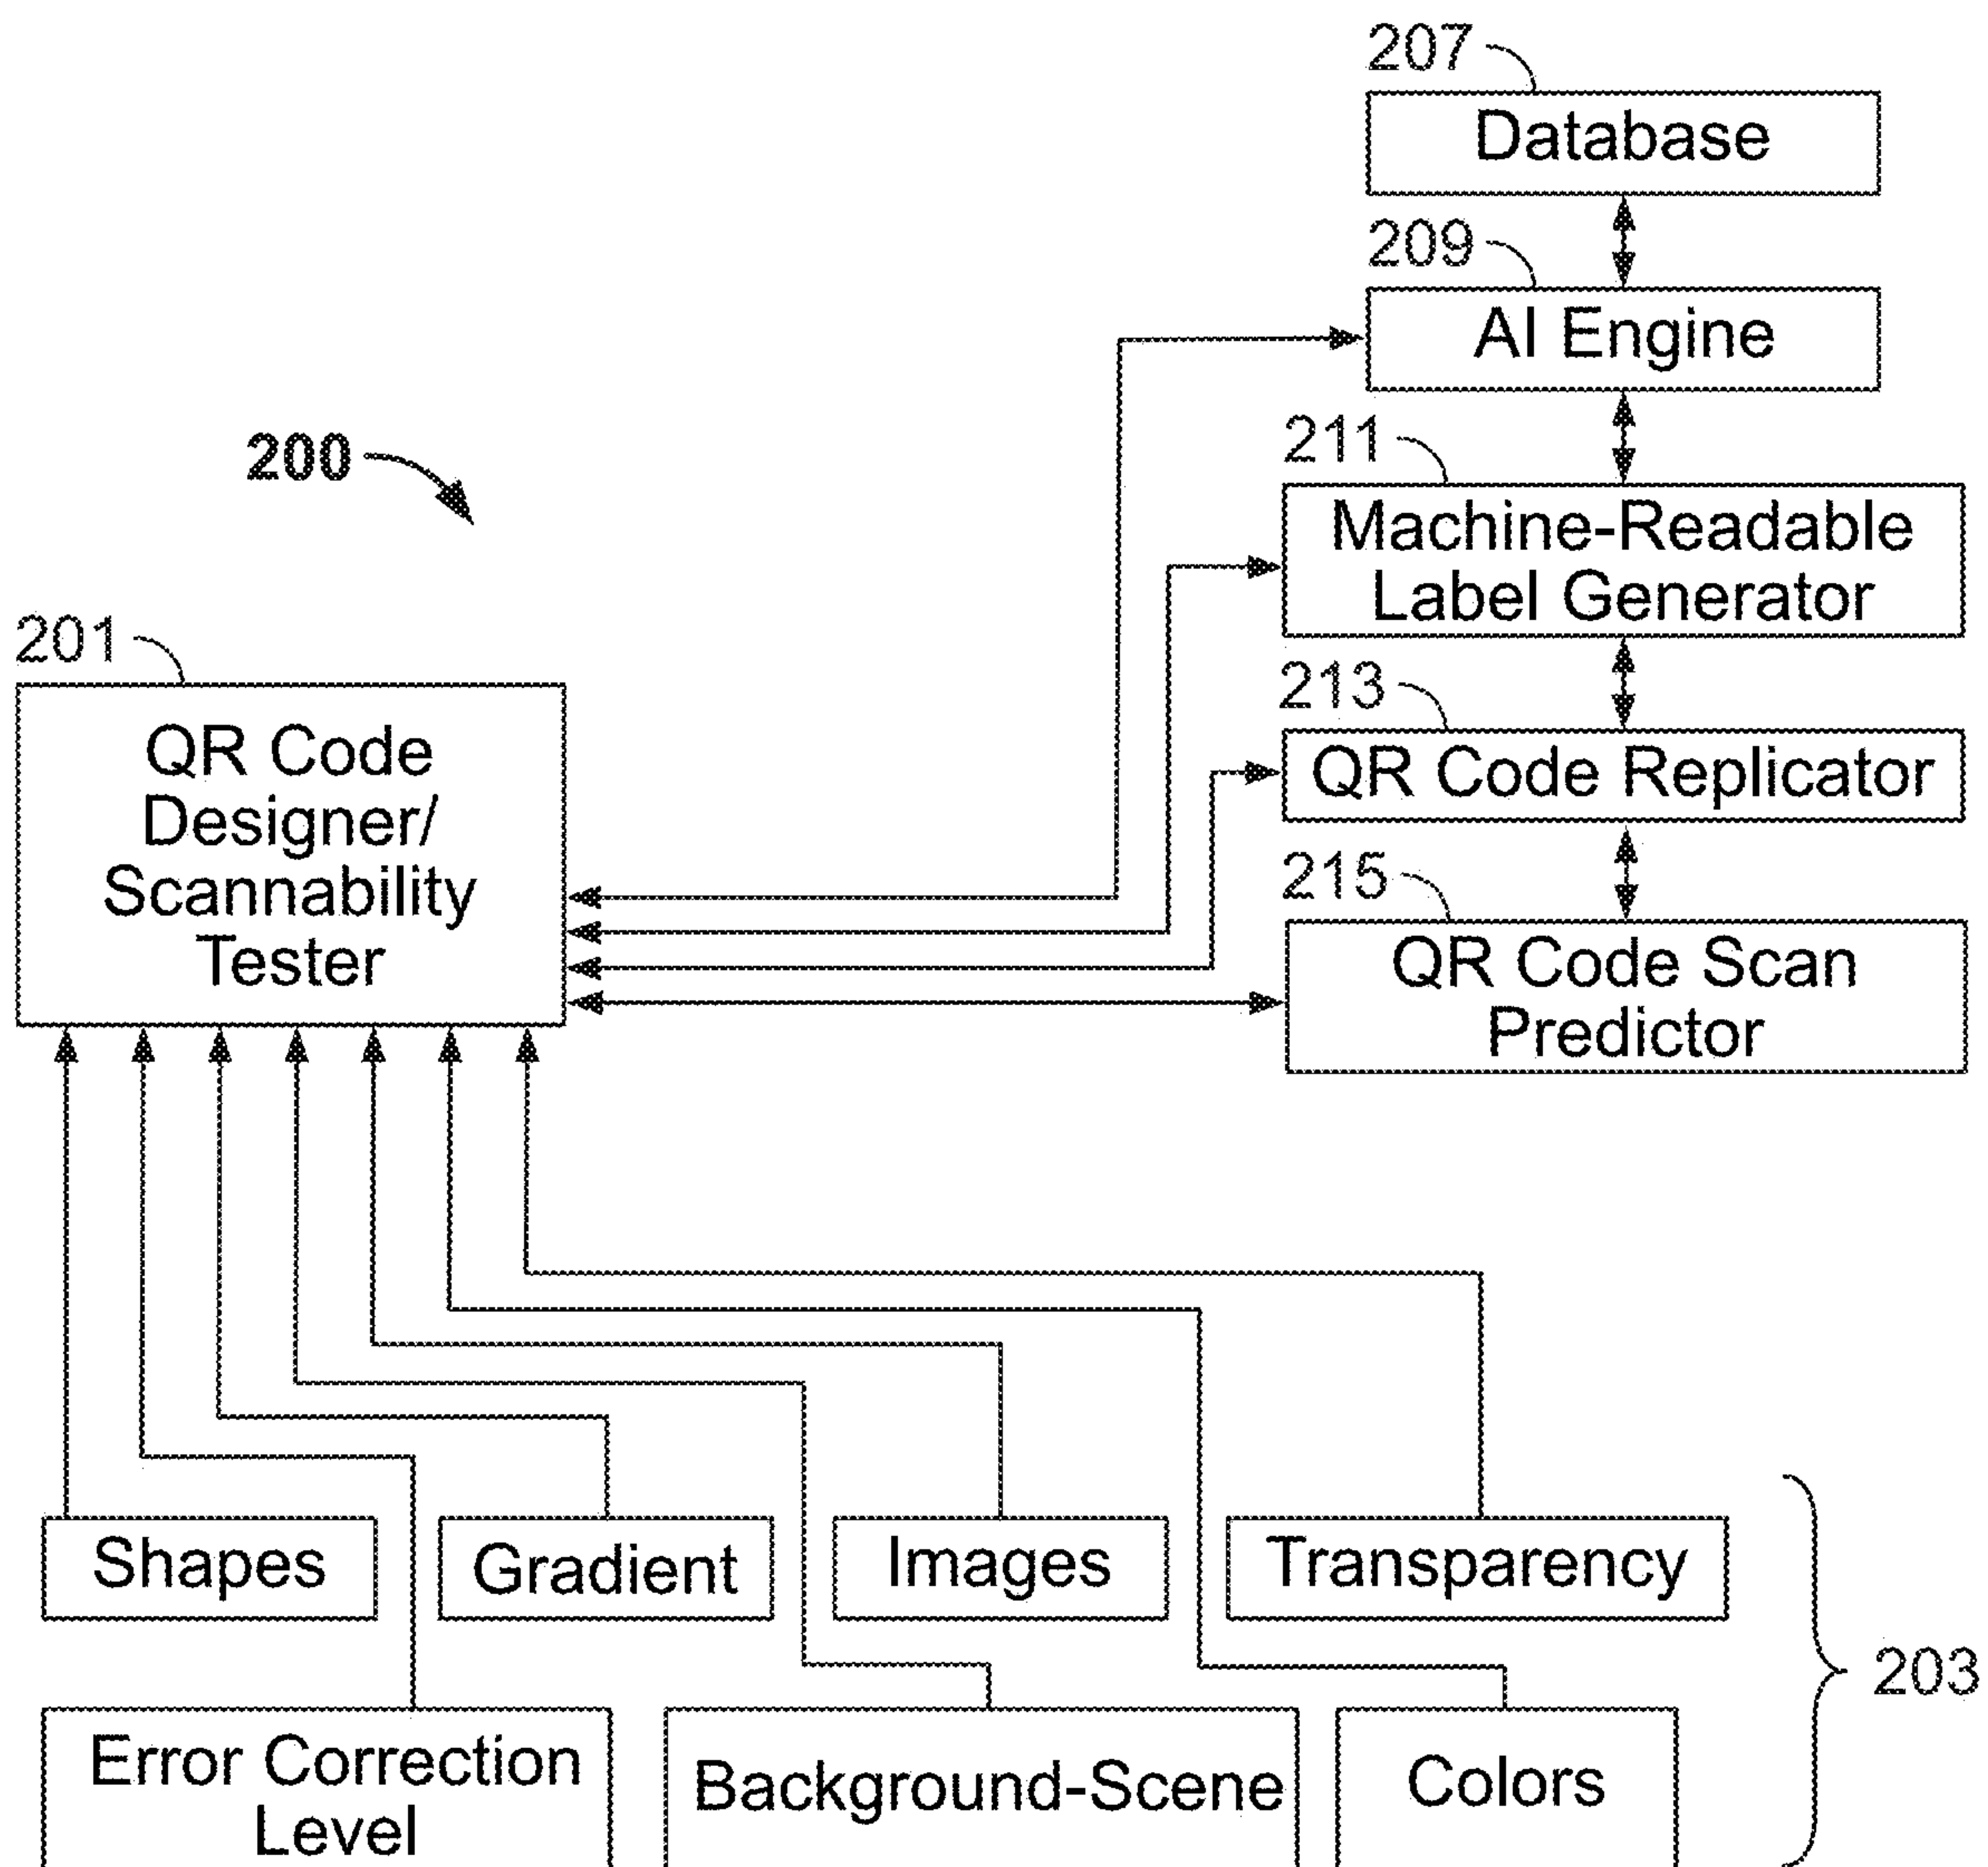 207
Database
209
AI Engine
200
211
Machine-Readable
Label Generator
201
213
QR Code
Designer/
Scannability
Tester
QR Code Replicator
215
QR Code Scan
Predictor
Shapes
Gradient
Images
Transparency
203
Error Correction
Level
Background-Scene
Colors